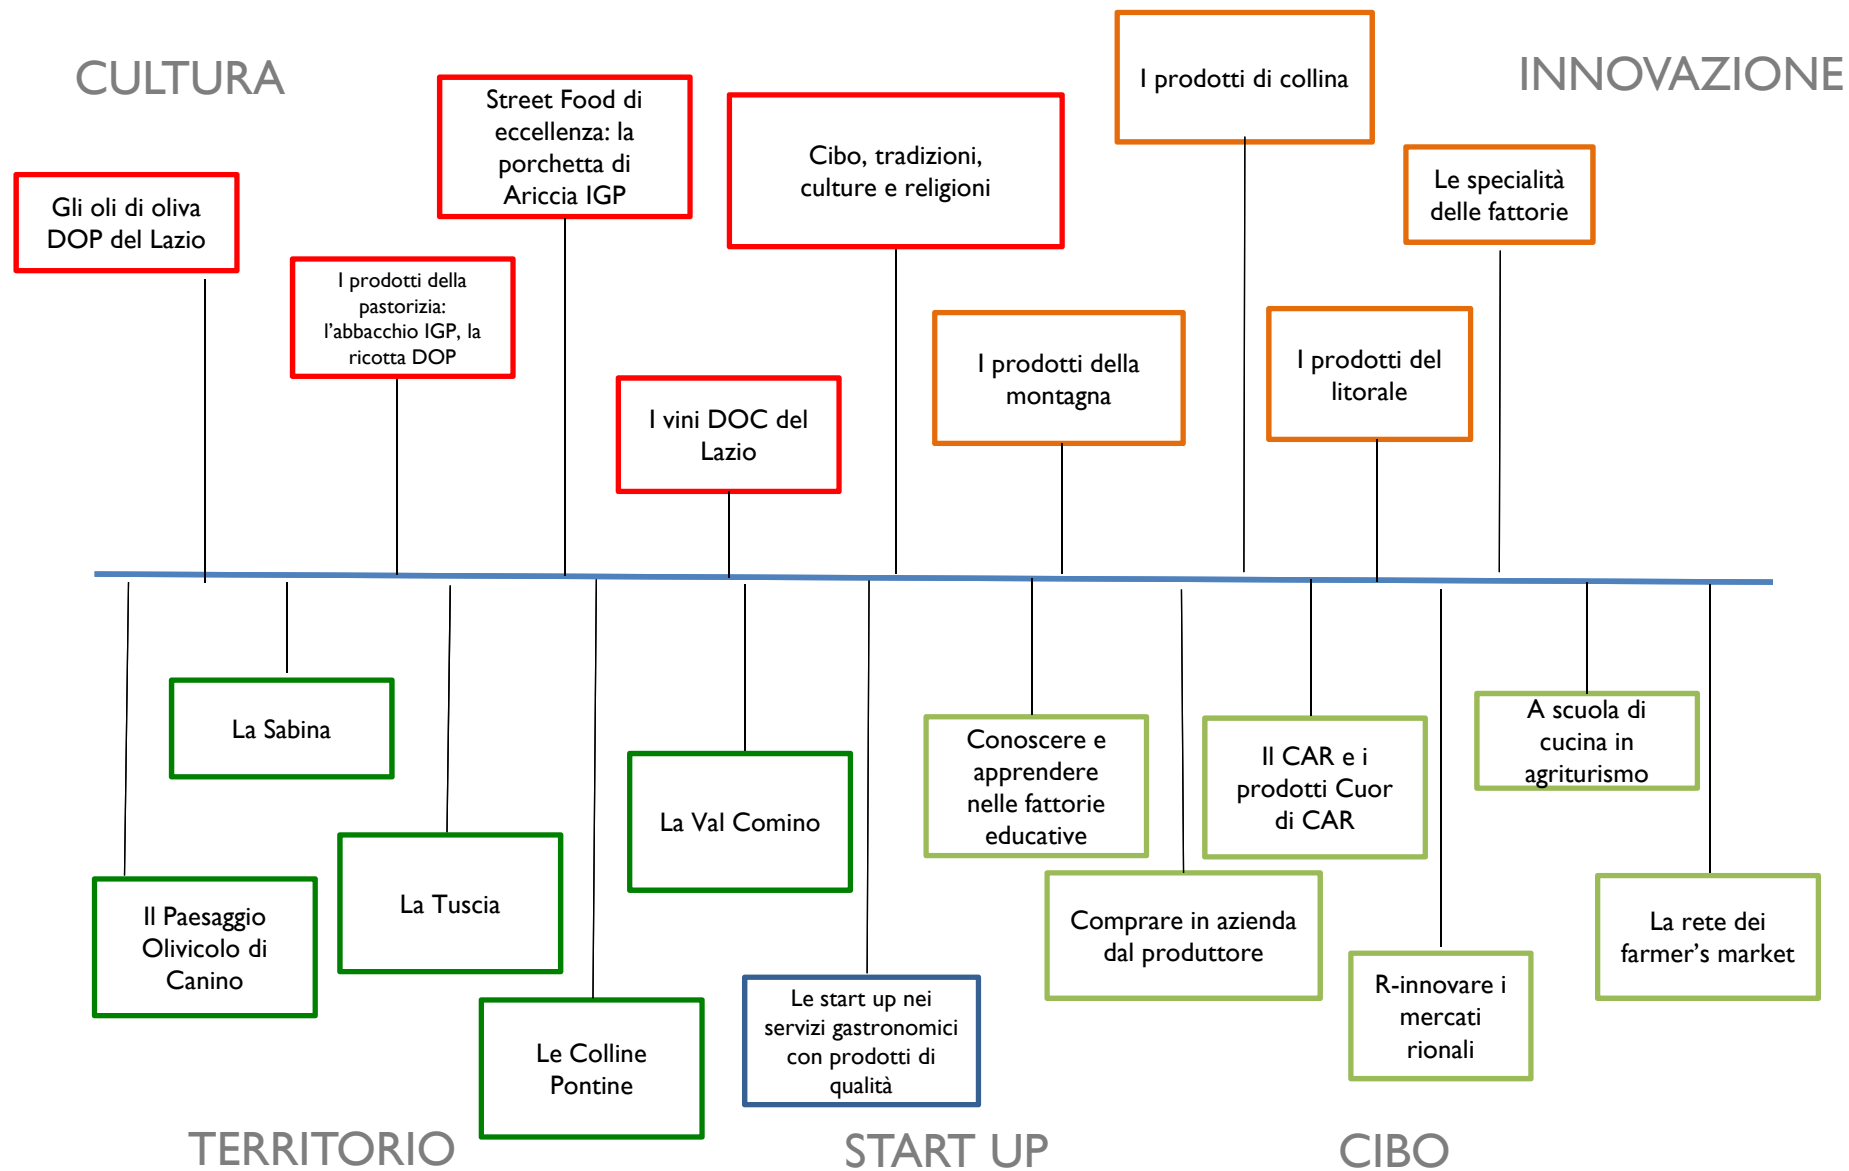 CULTURA
INNOVAZIONE
Gli oli di oliva
DOP del Lazio
I prodotti della
pastorizia:
l'abbacchio IGP, la
ricotta DOP
Street Food di
eccellenza: la
porchetta di
Ariccia IGP
I vini DOC del
Lazio
Cibo, tradizioni,
culture e religioni
I prodotti della
montagna
I prodotti di collina
I prodotti del
litorale
Le specialità
delle fattorie
Il Paesaggio
Olivicolo di
Canino
La Sabina
La Tuscia
Le Colline
Pontine
La Val Comino
Le start up nei
servizi gastronomici
con prodotti di
qualità
Conoscere e
apprendere
nelle fattorie
educative
Comprare in azienda
dal produttore
Il CAR e i
prodotti Cuor
di CAR
R-innovare i
mercati
rionali
A scuola di
cucina in
agriturismo
La rete dei
farmer's market
TERRITORIO
START UP
CIBO